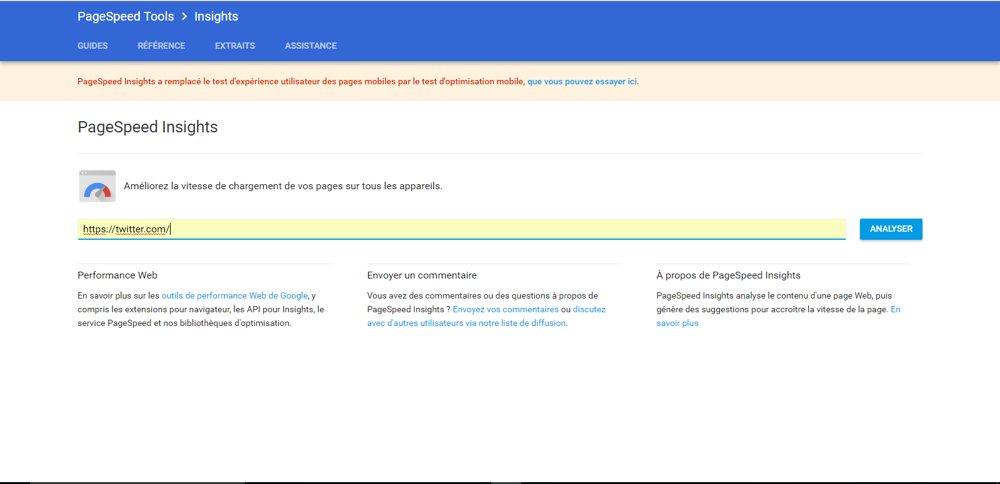 PageSpeed Tools > Insights
GUIDES RÉFÉRENCE EXTRAITS ASSISTANCE
PageSpeed Insights a remplacé le test d'expérience utilisateur des pages mobiles par le test d'optimisation mobile, que vous pouvez essayer ici.
PageSpeed Insights
Améliorez la vitesse de chargement de vos pages sur tous les appareils.
https://twitter.com/
ANALYSER
Performance Web
En savoir plus sur les outils de performance Web de Google, y
compris les extensions pour navigateur, les API pour Insights, le
service PageSpeed et nos bibliothèques d'optimisation.
Envoyer un commentaire
Vous avez des commentaires ou des questions à propos de
PageSpeed Insights ? Envoyez vos commentaires ou discutez
avec d'autres utilisateurs via notre liste de diffusion.
À propos de PageSpeed Insights
PageSpeed Insights analyse le contenu d'une page Web, puis
génère des suggestions pour accroître la vitesse de la page. En
savoir plus